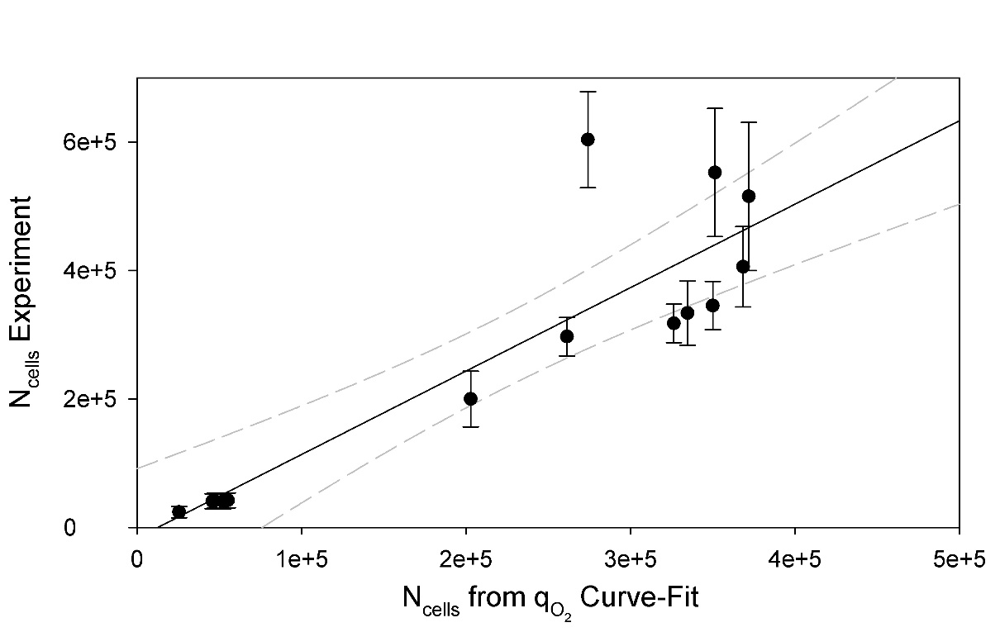 6e+5
4e+5
2e+5
0
N_cells Experiment
0 1e+5 2e+5 3e+5 4e+5 5e+5
N_cells from q_O₂ Curve-Fit